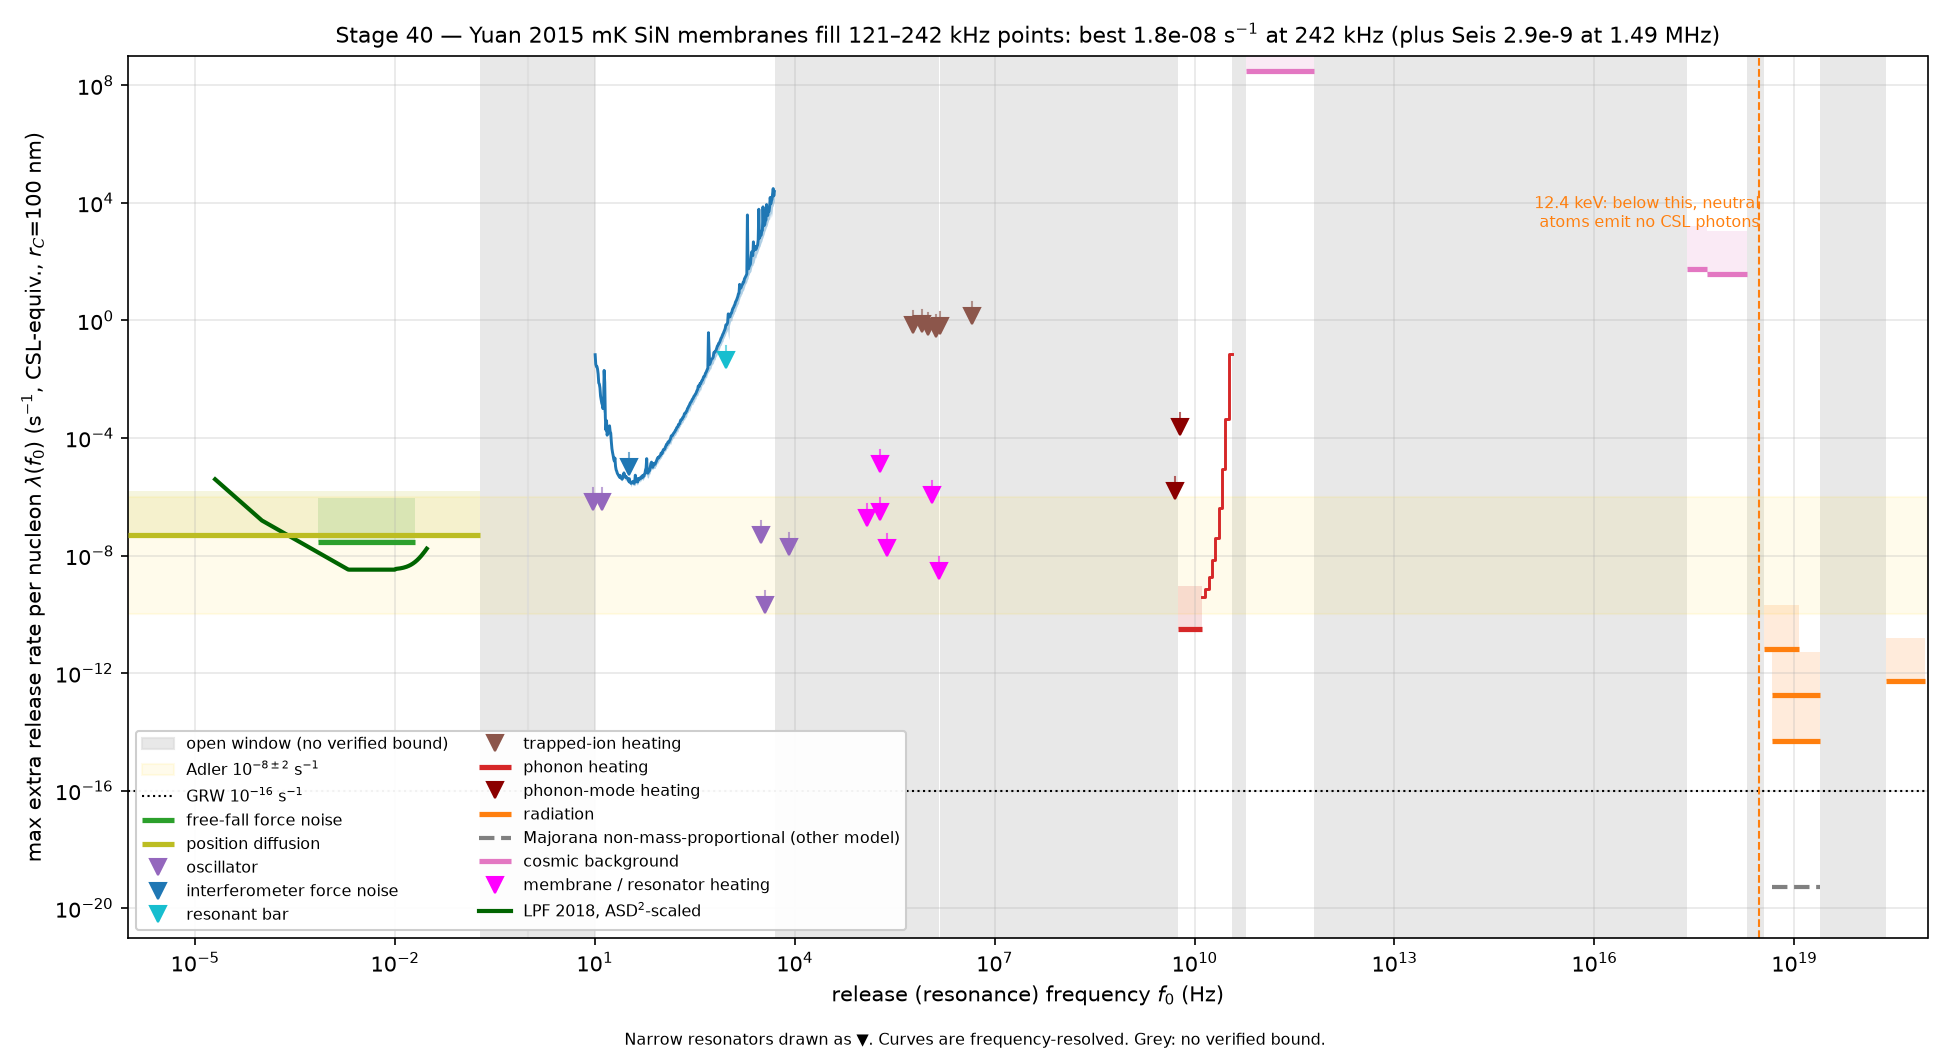 Stage 40 — Yuan 2015 mK SiN membranes fill 121–242 kHz points: best 1.8e-08 s⁻¹ at 242 kHz (plus Seis 2.9e-9 at 1.49 MHz)
max extra release rate per nucleon λ(f₀) (s⁻¹, CSL-equiv., r_C=100 nm)
10⁸
10⁴
10⁰
10⁻⁴
10⁻⁸
10⁻¹²
10⁻¹⁶
10⁻²⁰
12.4 keV: below this, neutral
atoms emit no CSL photons
open window (no verified bound)
Adler 10⁻⁸±² s⁻¹
GRW 10⁻¹⁶ s⁻¹
free-fall force noise
position diffusion
oscillator
interferometer force noise
resonant bar
trapped-ion heating
phonon heating
phonon-mode heating
radiation
Majorana non-mass-proportional (other model)
cosmic background
membrane / resonator heating
LPF 2018, ASD²-scaled
10⁻⁵ 10⁻² 10¹ 10⁴ 10⁷ 10¹⁰ 10¹³ 10¹⁶ 10¹⁹
release (resonance) frequency f₀ (Hz)
Narrow resonators drawn as ▼. Curves are frequency-resolved. Grey: no verified bound.